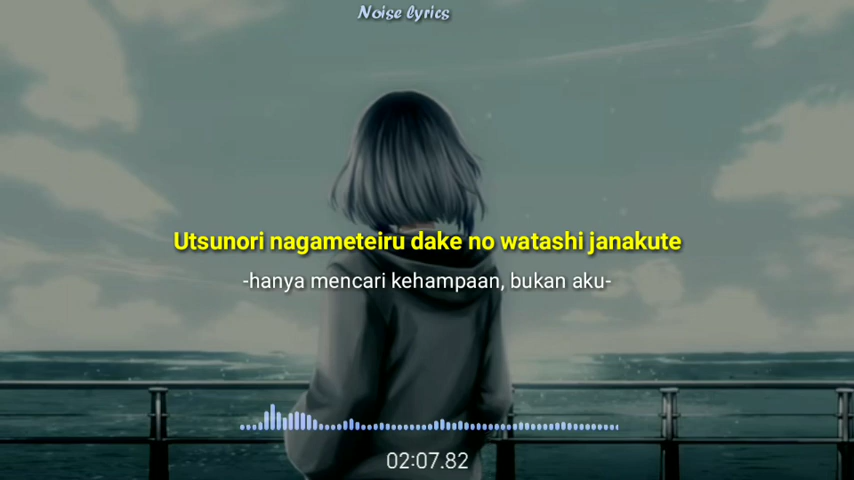 Noise lyrics
Utsunori nagameteiru dake no watashi janakute
-hanya mencari kehampaan, bukan aku-
02:07.82